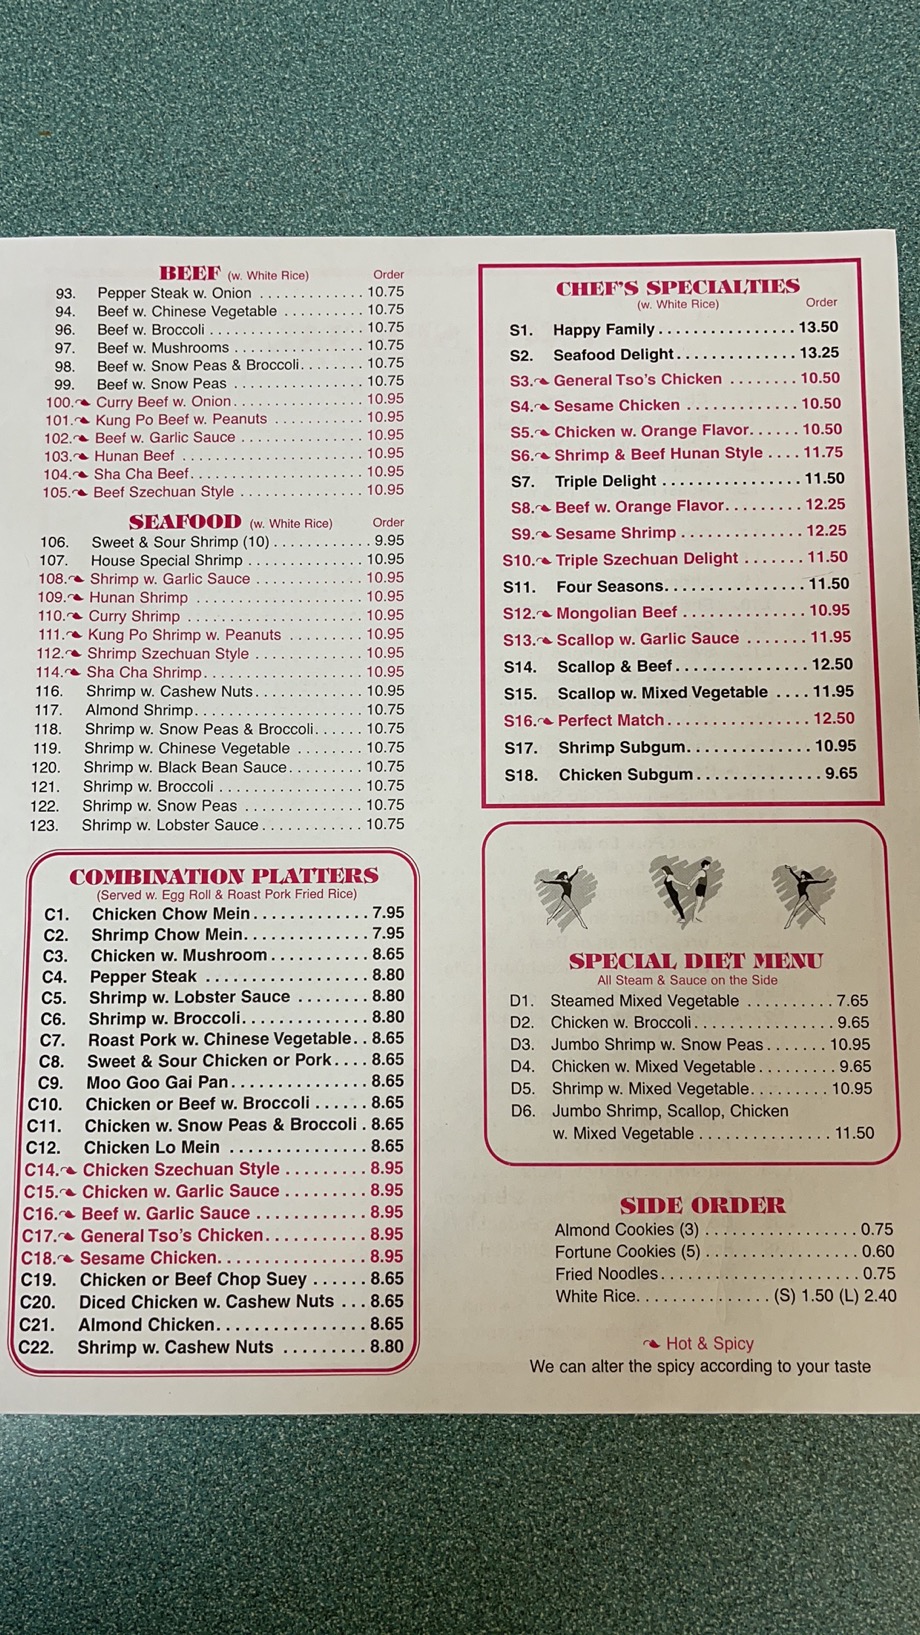 BEEF (w. White Rice) Order
93. Pepper Steak w. Onion . . . . . . . . . . . . . 10.75
94. Beef w. Chinese Vegetable . . . . . . . . . . 10.75
96. Beef w. Broccoli . . . . . . . . . . . . . . . . . . . 10.75
97. Beef w. Mushrooms . . . . . . . . . . . . . . . . 10.75
98. Beef w. Snow Peas & Broccoli. . . . . . . . 10.75
99. Beef w. Snow Peas . . . . . . . . . . . . . . . . 10.75
100. Curry Beef w. Onion. . . . . . . . . . . . . . . . 10.95
101. Kung Po Beef w. Peanuts . . . . . . . . . . . 10.95
102. Beef w. Garlic Sauce . . . . . . . . . . . . . . . 10.95
103. Hunan Beef . . . . . . . . . . . . . . . . . . . . . . 10.95
104. Sha Cha Beef. . . . . . . . . . . . . . . . . . . . . 10.95
105. Beef Szechuan Style . . . . . . . . . . . . . . . 10.95
SEAFOOD (w. White Rice) Order
106. Sweet & Sour Shrimp (10) . . . . . . . . . . . . 9.95
107. House Special Shrimp . . . . . . . . . . . . . . 10.95
108. Shrimp w. Garlic Sauce . . . . . . . . . . . . . 10.95
109. Hunan Shrimp . . . . . . . . . . . . . . . . . . . . 10.95
110. Curry Shrimp . . . . . . . . . . . . . . . . . . . . . 10.95
111. Kung Po Shrimp w. Peanuts . . . . . . . . . 10.95
112. Shrimp Szechuan Style . . . . . . . . . . . . . 10.95
114. Sha Cha Shrimp. . . . . . . . . . . . . . . . . . . 10.95
116. Shrimp w. Cashew Nuts. . . . . . . . . . . . . 10.95
117. Almond Shrimp. . . . . . . . . . . . . . . . . . . . 10.75
118. Shrimp w. Snow Peas & Broccoli. . . . . . 10.75
119. Shrimp w. Chinese Vegetable . . . . . . . . 10.75
120. Shrimp w. Black Bean Sauce. . . . . . . . . 10.75
121. Shrimp w. Broccoli . . . . . . . . . . . . . . . . . 10.75
122. Shrimp w. Snow Peas . . . . . . . . . . . . . . 10.75
123. Shrimp w. Lobster Sauce . . . . . . . . . . . . 10.75
COMBINATION PLATTERS
(Served w. Egg Roll & Roast Pork Fried Rice)
C1. Chicken Chow Mein . . . . . . . . . . . . . 7.95
C2. Shrimp Chow Mein. . . . . . . . . . . . . . 7.95
C3. Chicken w. Mushroom . . . . . . . . . . . 8.65
C4. Pepper Steak . . . . . . . . . . . . . . . . . . 8.80
C5. Shrimp w. Lobster Sauce . . . . . . . . 8.80
C6. Shrimp w. Broccoli. . . . . . . . . . . . . . 8.80
C7. Roast Pork w. Chinese Vegetable. . 8.65
C8. Sweet & Sour Chicken or Pork. . . . 8.65
C9. Moo Goo Gai Pan. . . . . . . . . . . . . . . 8.65
C10. Chicken or Beef w. Broccoli . . . . . . 8.65
C11. Chicken w. Snow Peas & Broccoli . 8.65
C12. Chicken Lo Mein . . . . . . . . . . . . . . . 8.65
C14. Chicken Szechuan Style . . . . . . . . . 8.95
C15. Chicken w. Garlic Sauce . . . . . . . . . 8.95
C16. Beef w. Garlic Sauce . . . . . . . . . . . . 8.95
C17. General Tso's Chicken. . . . . . . . . . . 8.95
C18. Sesame Chicken. . . . . . . . . . . . . . . . 8.95
C19. Chicken or Beef Chop Suey . . . . . . 8.65
C20. Diced Chicken w. Cashew Nuts . . . 8.65
C21. Almond Chicken. . . . . . . . . . . . . . . . 8.65
C22. Shrimp w. Cashew Nuts . . . . . . . . . 8.80
CHEF'S SPECIALTIES
(w. White Rice) Order
S1. Happy Family . . . . . . . . . . . . . . . . 13.50
S2. Seafood Delight. . . . . . . . . . . . . . 13.25
S3. General Tso's Chicken . . . . . . . . 10.50
S4. Sesame Chicken . . . . . . . . . . . . . 10.50
S5. Chicken w. Orange Flavor. . . . . . 10.50
S6. Shrimp & Beef Hunan Style . . . . 11.75
S7. Triple Delight . . . . . . . . . . . . . . . . 11.50
S8. Beef w. Orange Flavor. . . . . . . . . 12.25
S9. Sesame Shrimp . . . . . . . . . . . . . . 12.25
S10. Triple Szechuan Delight . . . . . . . 11.50
S11. Four Seasons. . . . . . . . . . . . . . . . 11.50
S12. Mongolian Beef . . . . . . . . . . . . . . 10.95
S13. Scallop w. Garlic Sauce . . . . . . . 11.95
S14. Scallop & Beef. . . . . . . . . . . . . . . 12.50
S15. Scallop w. Mixed Vegetable . . . . 11.95
S16. Perfect Match. . . . . . . . . . . . . . . . 12.50
S17. Shrimp Subgum. . . . . . . . . . . . . . 10.95
S18. Chicken Subgum . . . . . . . . . . . . . . 9.65
SPECIAL DIET MENU
All Steam & Sauce on the Side
D1. Steamed Mixed Vegetable . . . . . . . . . . 7.65
D2. Chicken w. Broccoli. . . . . . . . . . . . . . . . . 9.65
D3. Jumbo Shrimp w. Snow Peas . . . . . . . 10.95
D4. Chicken w. Mixed Vegetable . . . . . . . . . 9.65
D5. Shrimp w. Mixed Vegetable. . . . . . . . . 10.95
D6. Jumbo Shrimp, Scallop, Chicken
w. Mixed Vegetable . . . . . . . . . . . . . . . 11.50
SIDE ORDER
Almond Cookies (3) . . . . . . . . . . . . . . . . . 0.75
Fortune Cookies (5) . . . . . . . . . . . . . . . . . 0.60
Fried Noodles. . . . . . . . . . . . . . . . . . . . . . 0.75
White Rice. . . . . . . . . . . . . . . (S) 1.50 (L) 2.40
Hot & Spicy
We can alter the spicy according to your taste